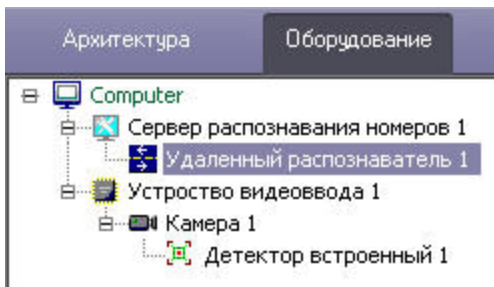 Архитектура Оборудование
Computer
Сервер распознавания номеров 1
Удаленный распознаватель 1
Устроство видеоввода 1
Камера 1
Детектор встроенный 1